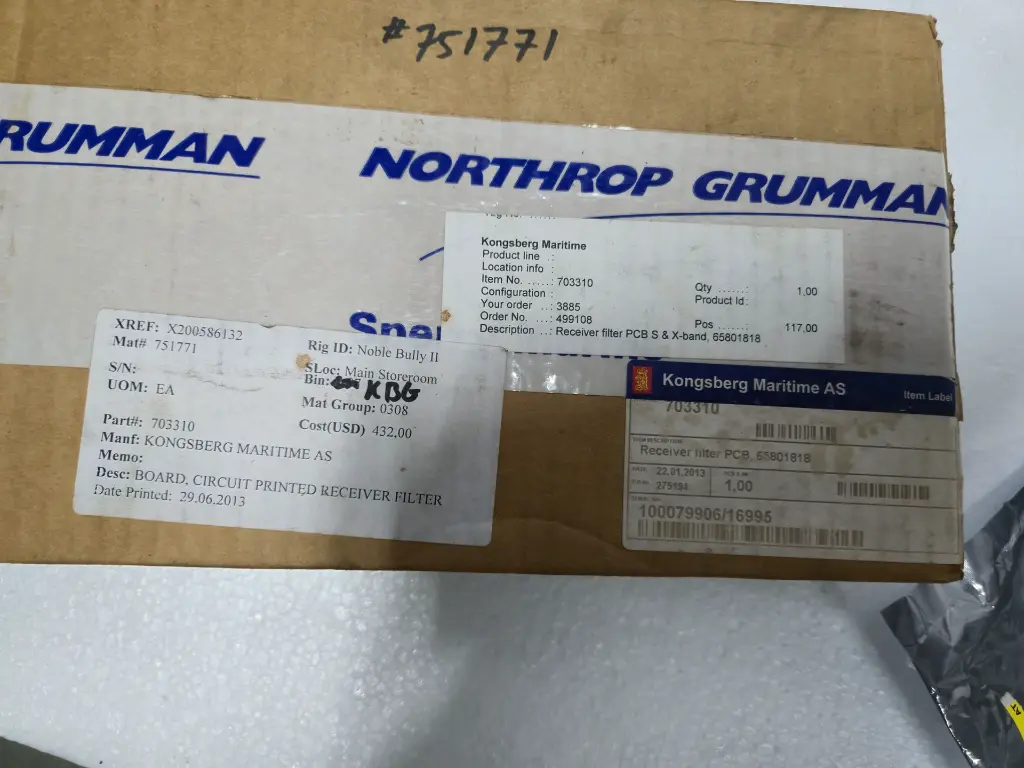 #751771
RUMMAN
NORTHROP GRUMMAN
Kongsberg Maritime
Product line .:
Location info :
Item No. ......: 703310
Configuration :
Your order ..: 3885
Order No. ....: 499108
Description ..: Receiver filter PCB S & X-band, 65801818
Qty .......: 1,00
Product Id:
Pos .......: 117,00
XREF: X200586132
Mat# 751771
S/N:
UOM: EA
Rig ID: Noble Bully II
SLoc: Main Storeroom
Bin: KBG
Mat Group: 0308
Cost(USD) 432,00
Part#: 703310
Manf: KONGSBERG MARITIME AS
Memo:
Desc: BOARD, CIRCUIT PRINTED RECEIVER FILTER
Date Printed: 29.06.2013
Kongsberg Maritime AS
Item Label
703310
Receiver filter PCB, 65801818
22.01.2013
275194
1,00
100079906/16995